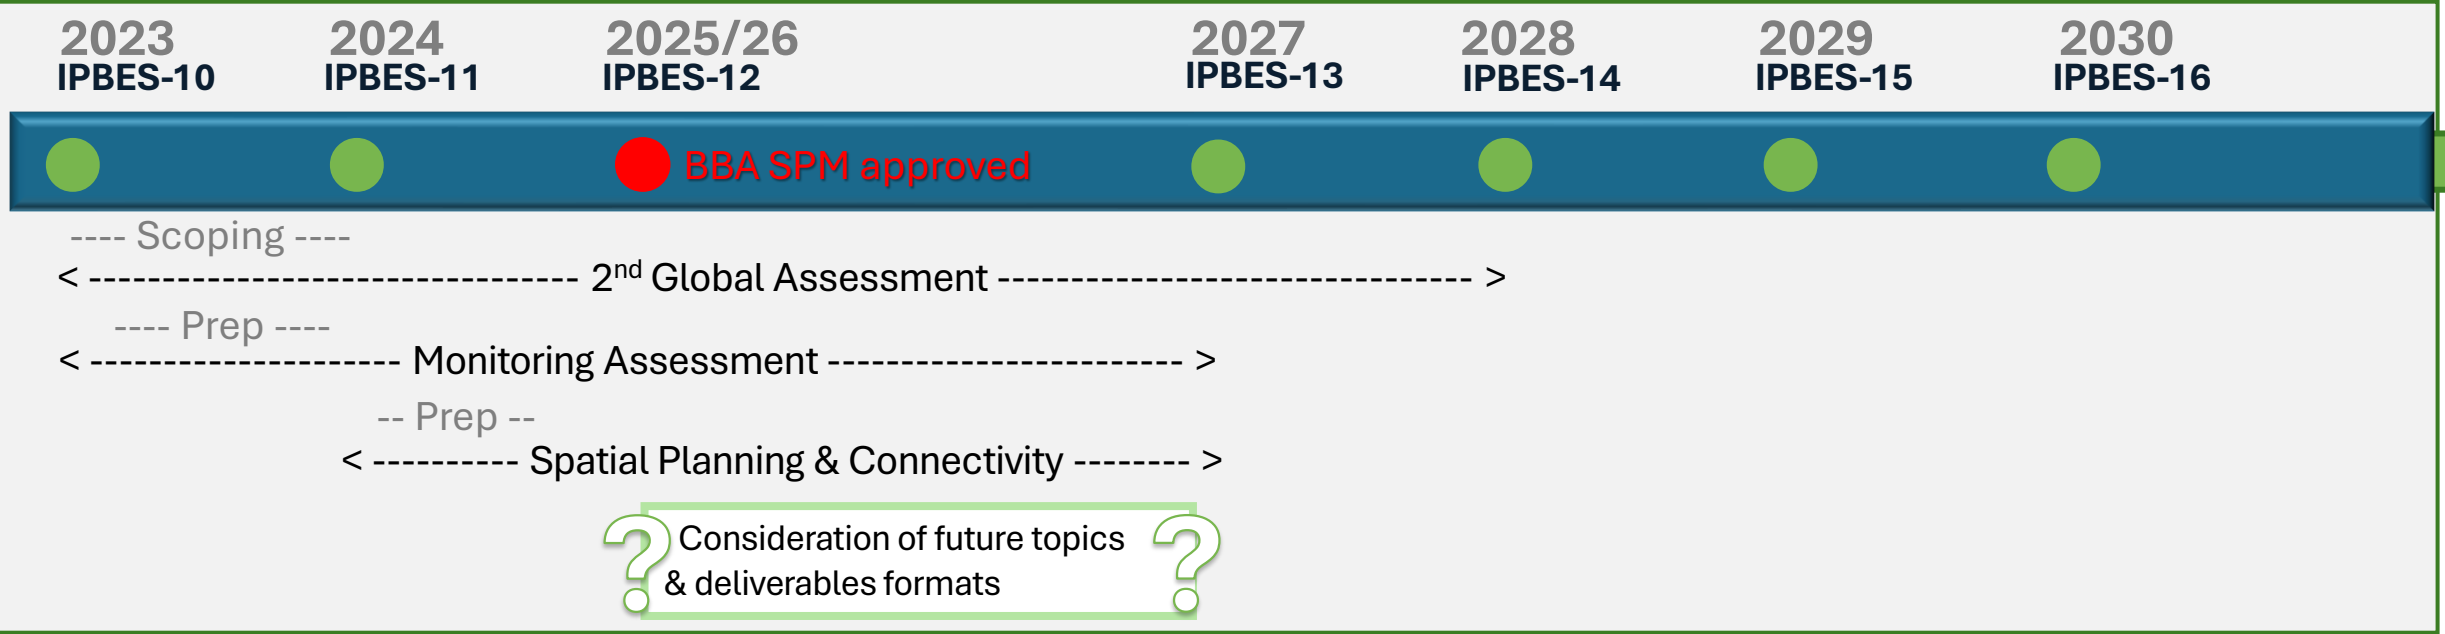 2023 2024 2025/26 2027 2028 2029 2030
IPBES-10 IPBES-11 IPBES-12 IPBES-13 IPBES-14 IPBES-15 IPBES-16
BBA SPM approved
---- Scoping ----
< ---------------------------------- 2nd Global Assessment --------------------------------- >
---- Prep ----
< --------------------- Monitoring Assessment ------------------------ >
-- Prep --
< ---------- Spatial Planning & Connectivity -------- >
? Consideration of future topics ?
& deliverables formats